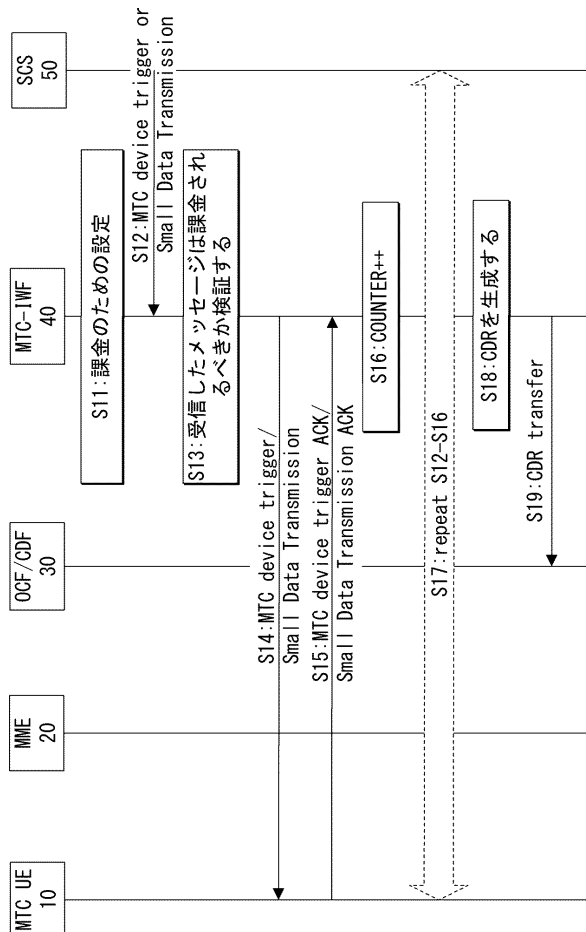 MTC UE
10
MME
20
OCF/CDF
30
MTC-IWF
40
SCS
50
S11:課金のための設定
S12:MTC device trigger or
Small Data Transmission
S13:受信したメッセージは課金され
るべきか検証する
S14:MTC device trigger/
Small Data Transmission
S15:MTC device trigger ACK/
Small Data Transmission ACK
S16:COUNTER++
S17:repeat S12-S16
S18:CDRを生成する
S19:CDR transfer